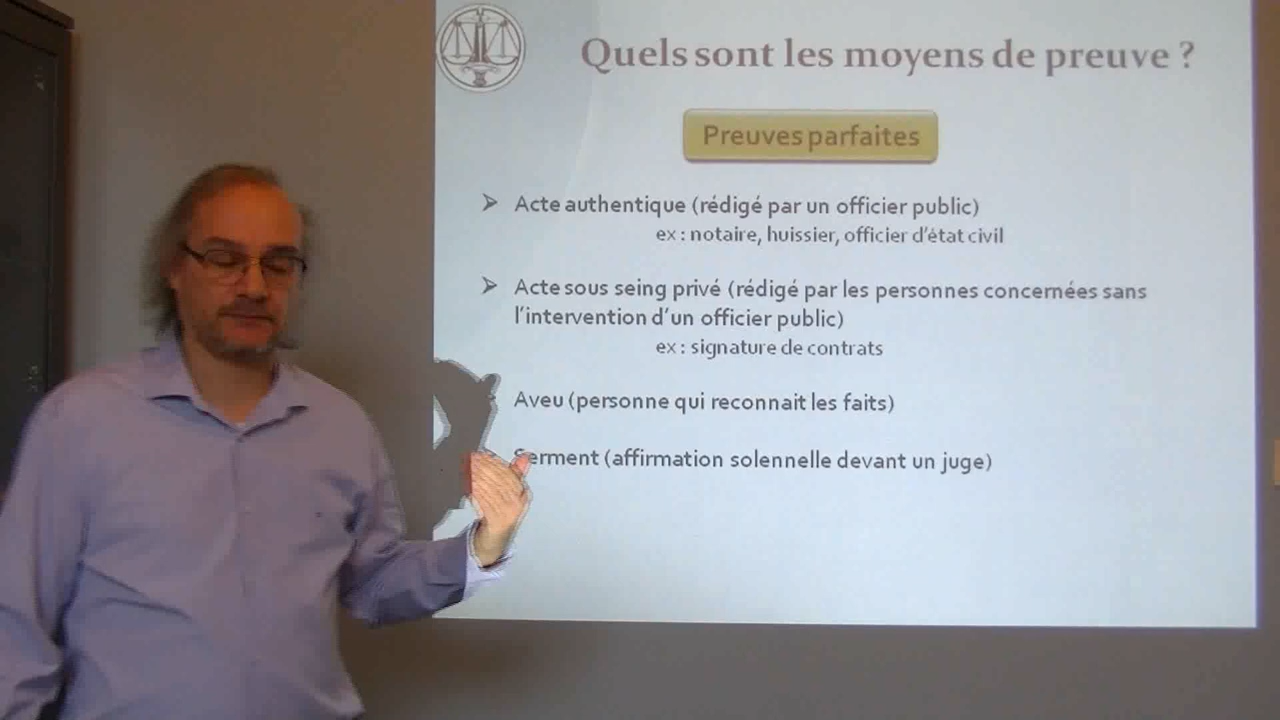 Quels sont les moyens de preuve ?
Preuves parfaites
Acte authentique (rédigé par un officier public)
ex : notaire, huissier, officier d'état civil
Acte sous seing privé (rédigé par les personnes concernées sans
l'intervention d'un officier public)
ex : signature de contrats
Aveu (personne qui reconnait les faits)
Serment (affirmation solennelle devant un juge)